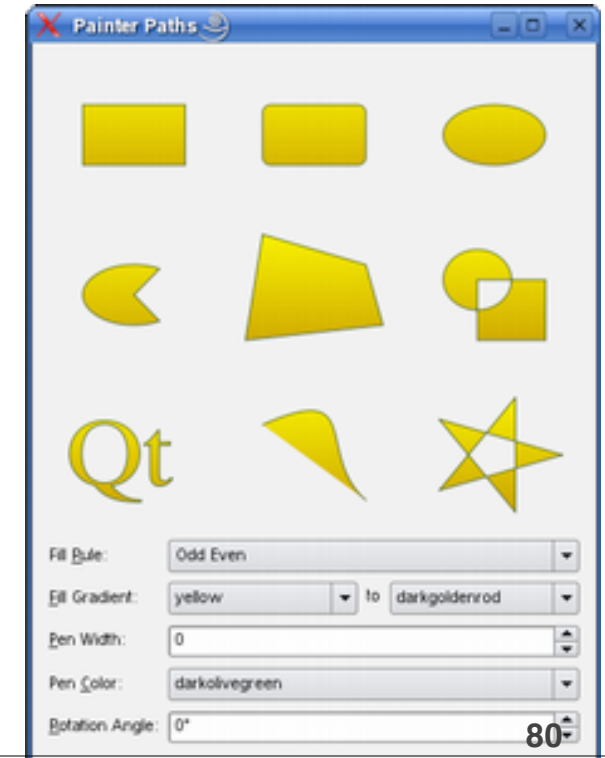 Painter Paths
Qt
Fill Rule: Odd Even
Fill Gradient: yellow to darkgoldenrod
Pen Width: 0
Pen Color: darkolivegreen
Rotation Angle: 0°
80